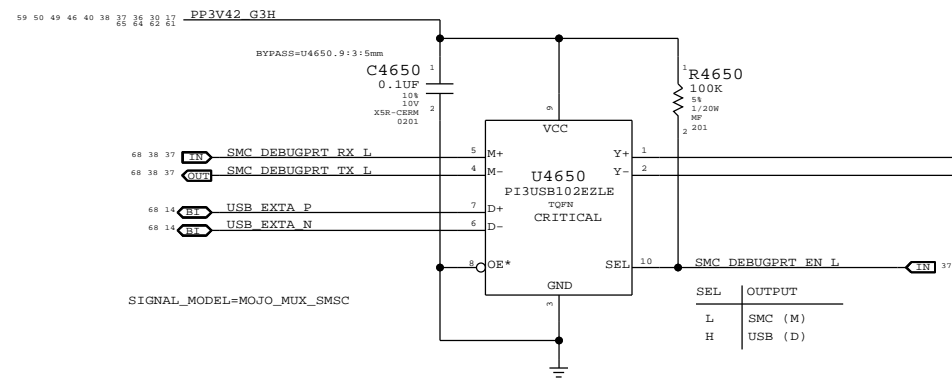 59 50 49 46 40 38 37 36 30 17 PP3V42_G3H
65 64 62 61
BYPASS=U4650.9:3:5mm
C4650 1
0.1UF
10%
10V
X5R-CERM 2
0201
1 R4650
100K
5%
1/20W
MF
2 201
9
VCC
68 38 37 IN SMC_DEBUGPRT_RX_L 5 M+ Y+ 1
68 38 37 OUT SMC_DEBUGPRT_TX_L 4 M- Y- 2
U4650
PI3USB102EZLE
TQFN
CRITICAL
68 14 BI USB_EXTA_P 7 D+
68 14 BI USB_EXTA_N 6 D-
8 OE* SEL 10 SMC_DEBUGPRT_EN_L IN 37
GND
3
SIGNAL_MODEL=MOJO_MUX_SMSC
SEL OUTPUT
L SMC (M)
H USB (D)